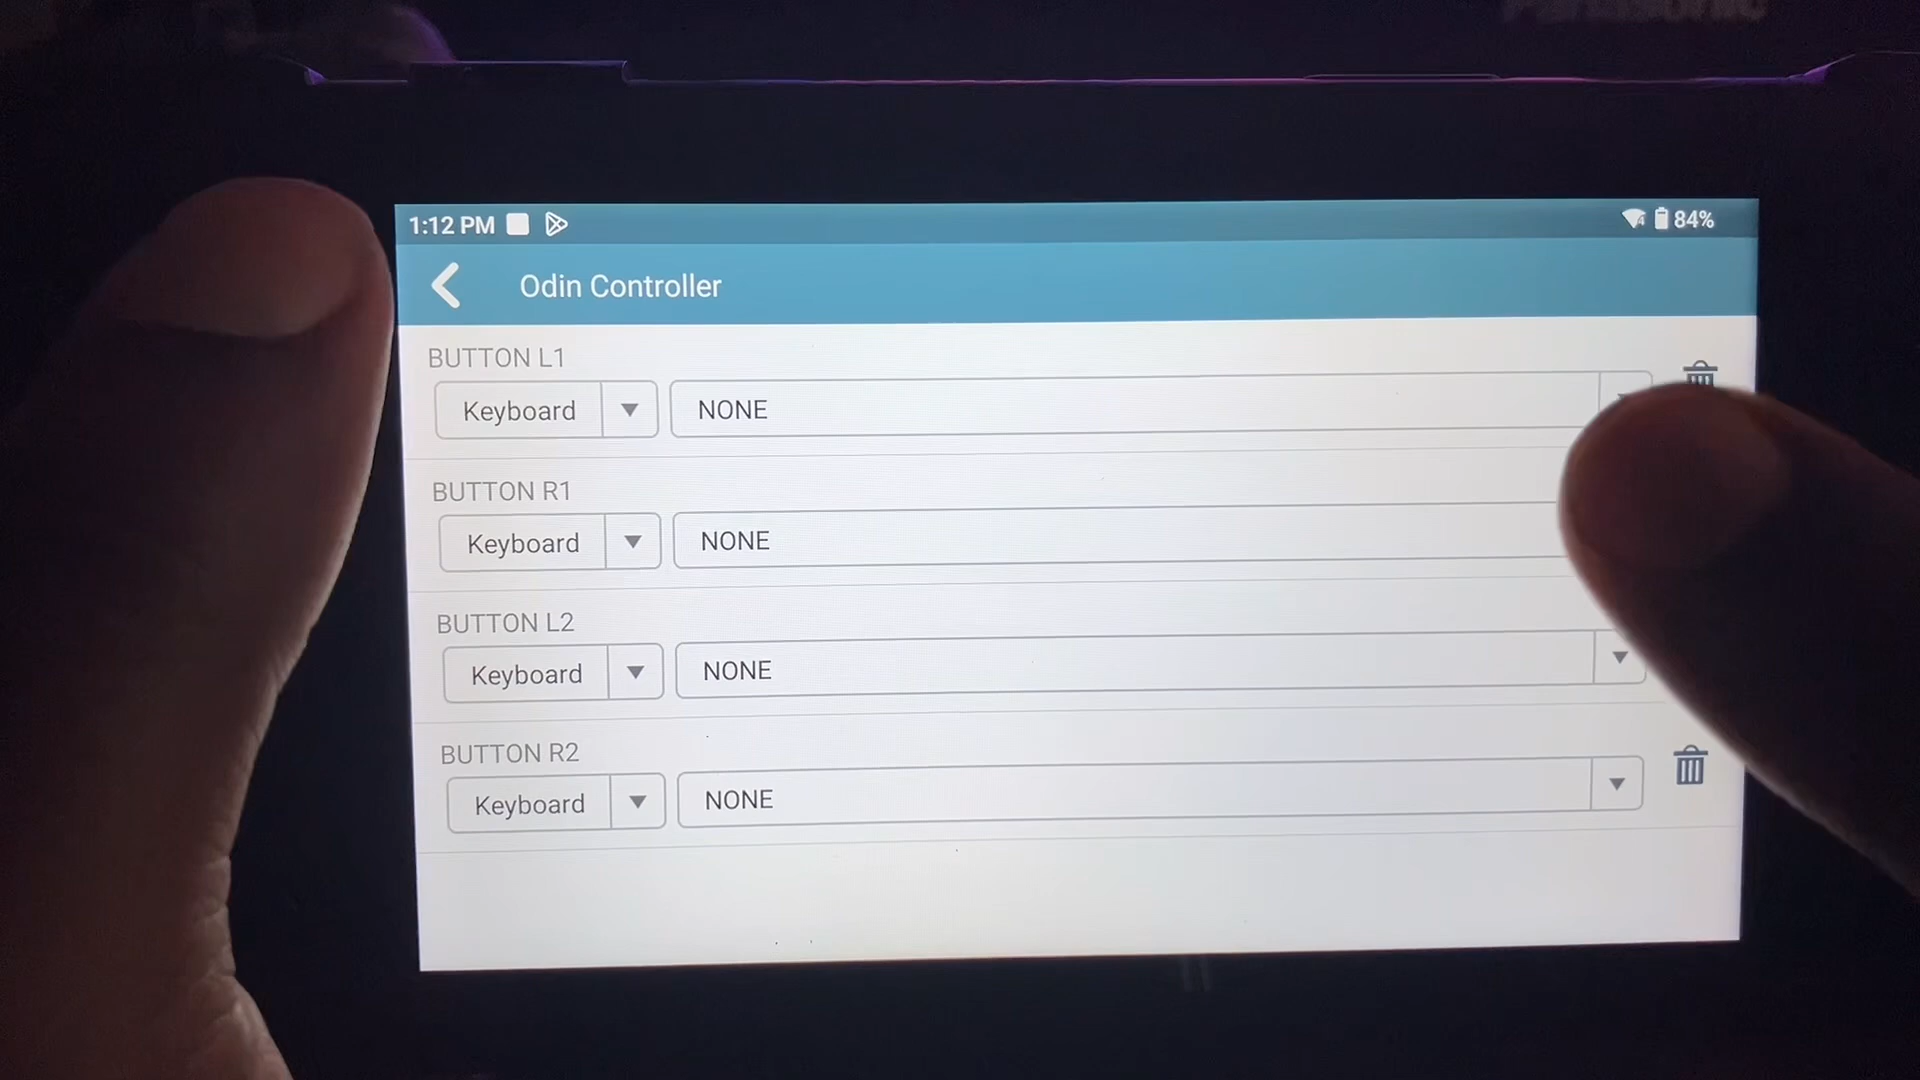 Panasonic
1:12 PM
84%
Odin Controller
BUTTON L1
Keyboard
NONE
BUTTON R1
Keyboard
NONE
BUTTON L2
Keyboard
NONE
BUTTON R2
Keyboard
NONE